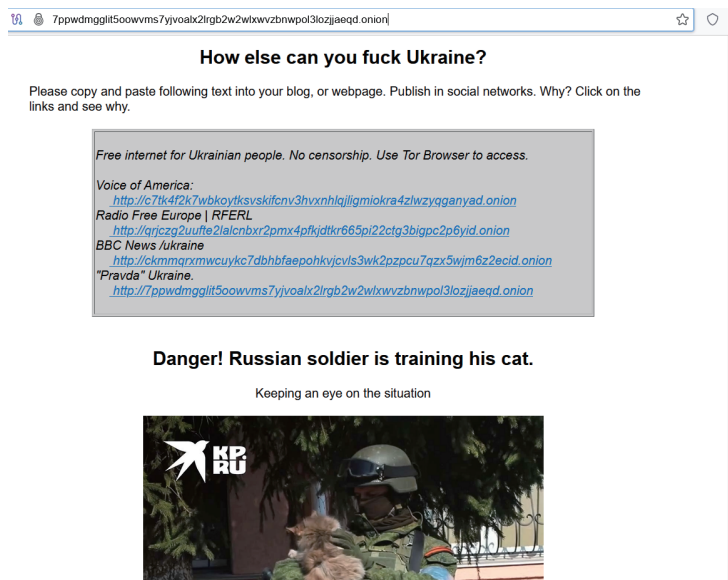 7ppwdmgglit5oowvms7yjvoalx2lrgb2w2wlxwvzbnwpol3lozjjaeqd.onion
How else can you fuck Ukraine?
Please copy and paste following text into your blog, or webpage. Publish in social networks. Why? Click on the
links and see why.
Free internet for Ukrainian people. No censorship. Use Tor Browser to access.
Voice of America:
http://c7tk4f2k7wbkoytksvskifcnv3hvxnhlqjligmiokra4zlwzyqganyad.onion
Radio Free Europe | RFERL
http://qrjczg2uufte2lalcnbxr2pmx4pfkjdtkr665pi22ctg3bigpc2p6yid.onion
BBC News /ukraine
http://ckmmqrxmwcuykc7dbhbfaepohkvjcvls3wk2pzpcu7qzx5wjm6z2ecid.onion
"Pravda" Ukraine.
http://7ppwdmgglit5oowvms7yjvoalx2lrgb2w2wlxwvzbnwpol3lozjjaeqd.onion
Danger! Russian soldier is training his cat.
Keeping an eye on the situation
KP.
RU